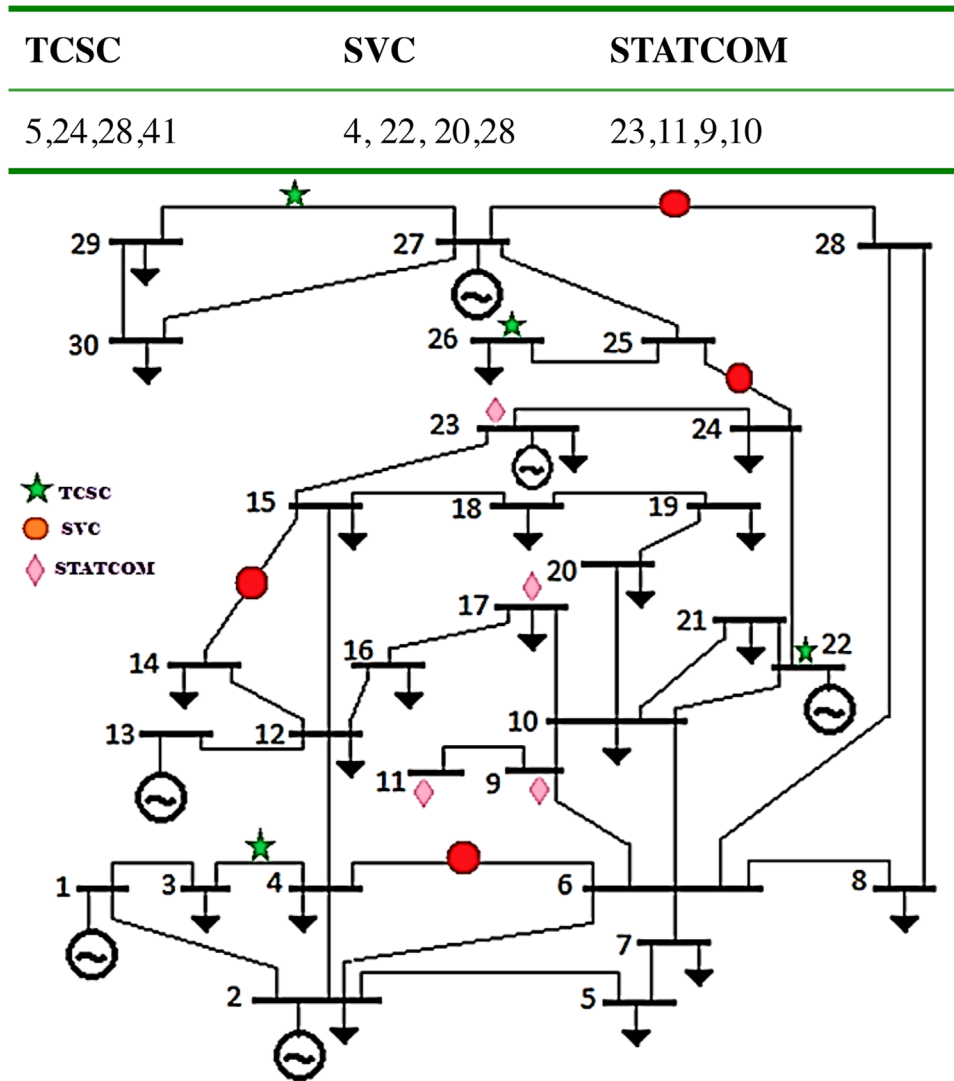 TCSC SVC STATCOM
5,24,28,41 4, 22, 20,28 23,11,9,10
29 27 28
30 26 25
23 24
15 18 19
TCSC
SVC
STATCOM
20
17 21
14 16 22
13 12 10
11 9
1 3 4 6 8
7
2 5